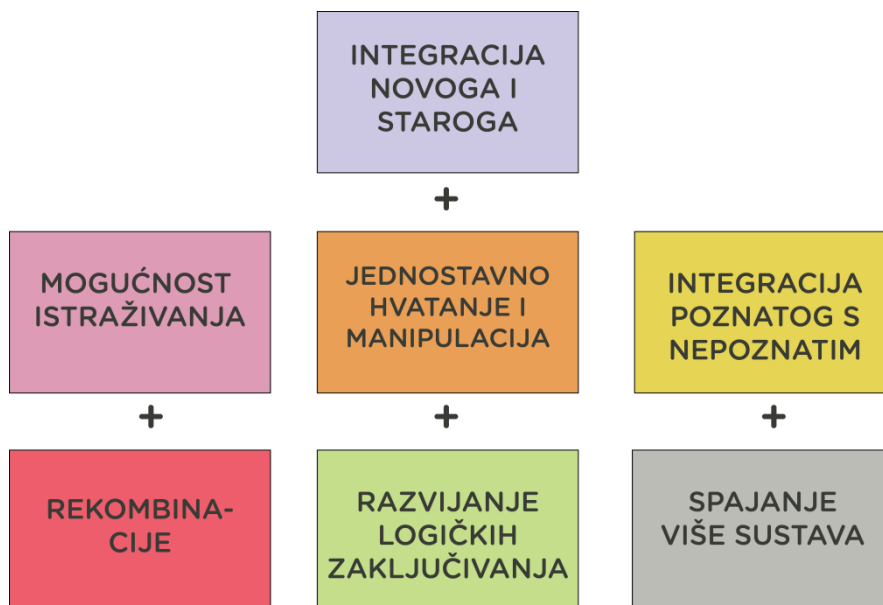 INTEGRACIJA
NOVOGA I
STAROGA
+
MOGUĆNOST
ISTRAŽIVANJA
JEDNOSTAVNO
HVATANJE I
MANIPULACIJA
INTEGRACIJA
POZNATOG S
NEPOZNATIM
+
+
+
REKOMBINA-
CIJE
RAZVIJANJE
LOGIČKIH
ZAKLJUČIVANJA
SPAJANJE
VIŠE SUSTAVA